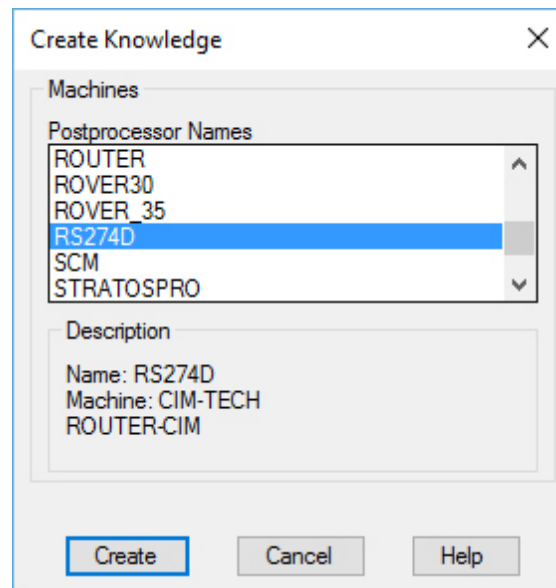 Create Knowledge
Machines
Postprocessor Names
ROUTER
ROVER30
ROVER_35
RS274D
SCM
STRATOSPRO
Description
Name: RS274D
Machine: CIM-TECH
ROUTER-CIM
Create Cancel Help